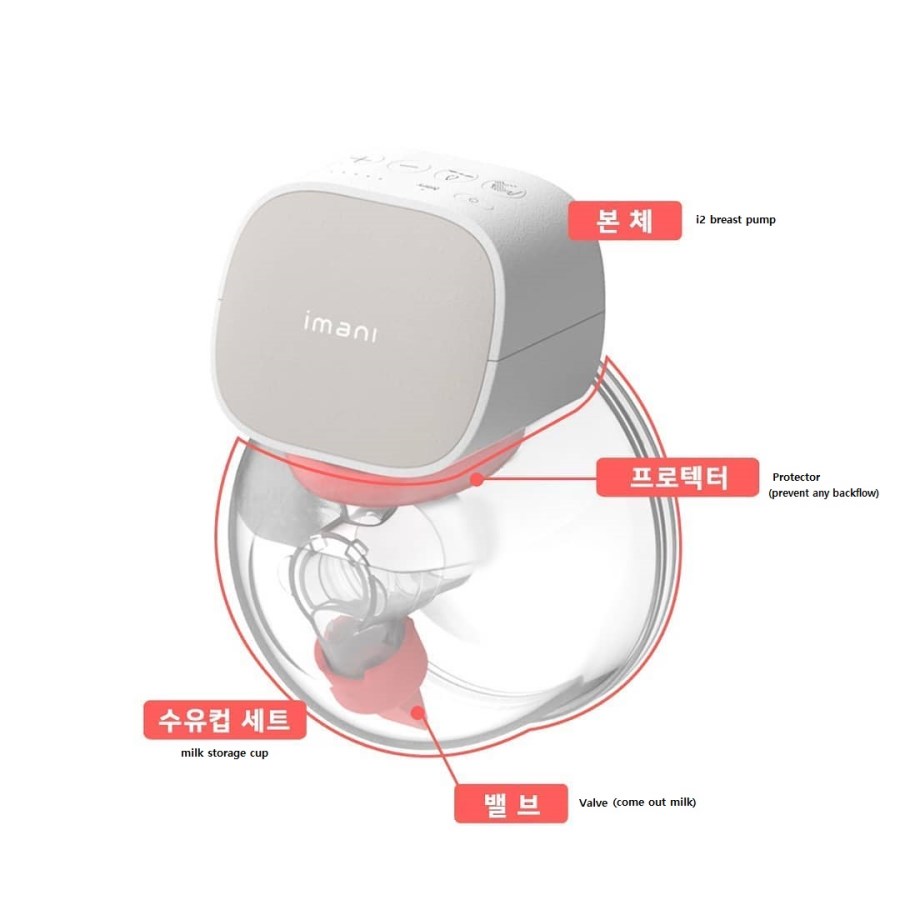 본 체
i2 breast pump
imani
프로텍터
Protector
(prevent any backflow)
수유컵 세트
milk storage cup
밸 브
Valve (come out milk)